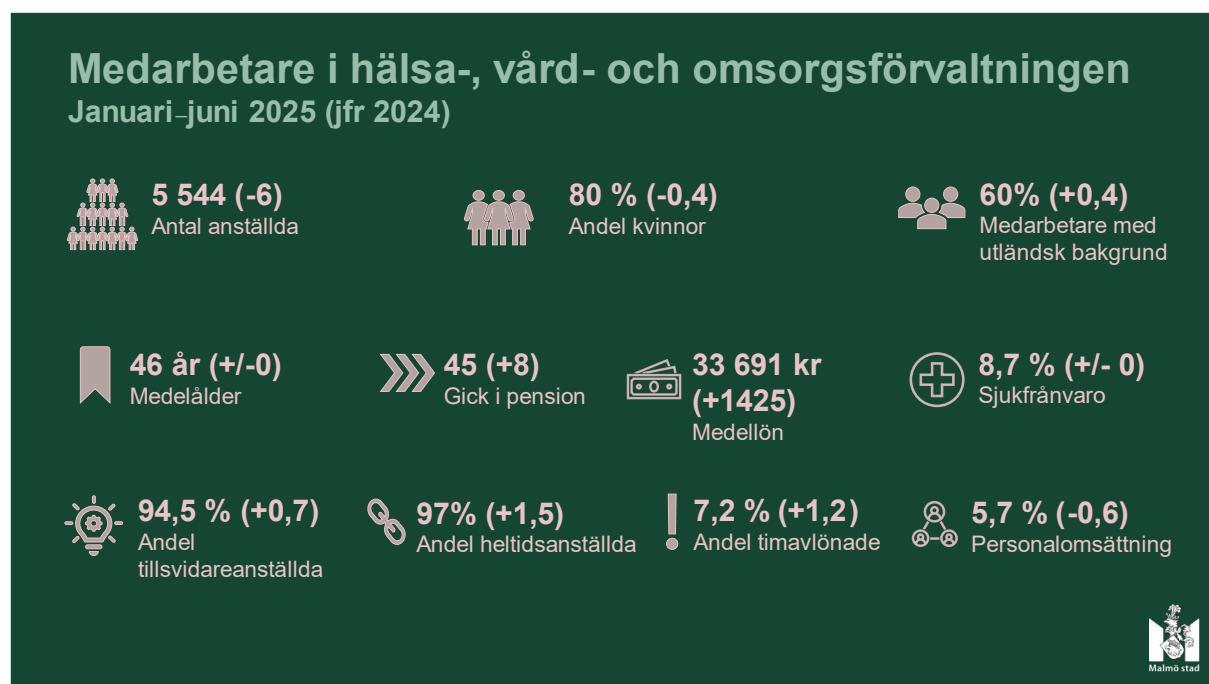 Medarbetare i hälsa-, vård- och omsorgsförvaltningen
Januari–juni 2025 (jfr 2024)
5 544 (-6)
Antal anställda
80 % (-0,4)
Andel kvinnor
60% (+0,4)
Medarbetare med
utländsk bakgrund
46 år (+/-0)
Medelålder
45 (+8)
Gick i pension
33 691 kr
(+1425)
Medellön
8,7 % (+/- 0)
Sjukfrånvaro
94,5 % (+0,7)
Andel
tillsvidareanställda
97% (+1,5)
Andel heltidsanställda
7,2 % (+1,2)
Andel timavlönade
5,7 % (-0,6)
Personalomsättning
Malmö stad